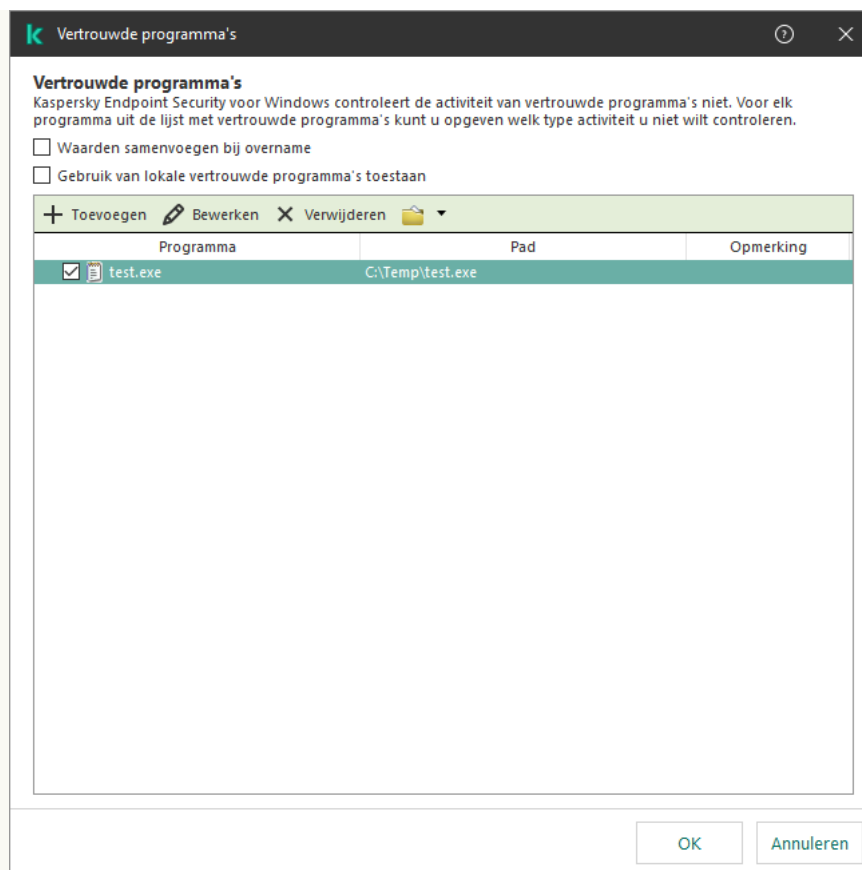 Vertrouwde programma's
Vertrouwde programma's
Kaspersky Endpoint Security voor Windows controleert de activiteit van vertrouwde programma's niet. Voor elk
programma uit de lijst met vertrouwde programma's kunt u opgeven welk type activiteit u niet wilt controleren.
Waarden samenvoegen bij overname
Gebruik van lokale vertrouwde programma's toestaan
Toevoegen Bewerken Verwijderen
Programma Pad Opmerking
test.exe C:\Temp\test.exe
OK Annuleren